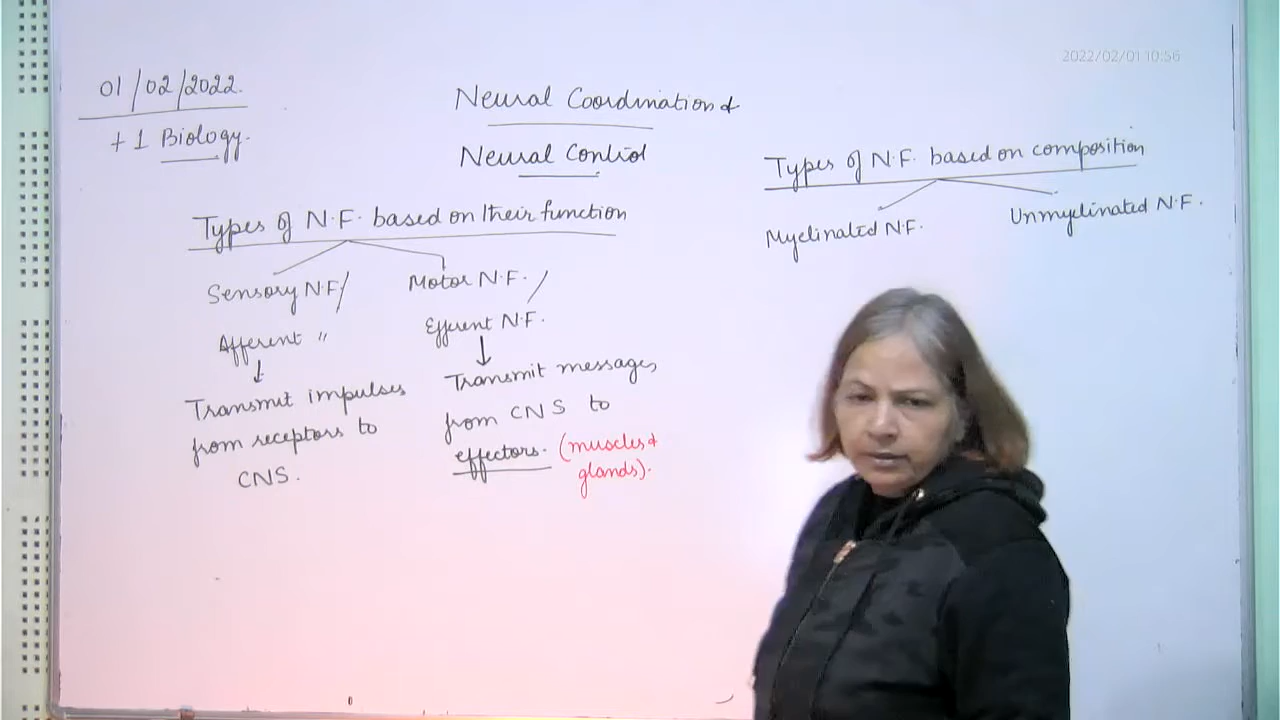 2022/02/01 10:56
01/02/2022.
+1 Biology.
Neural Coordination &
Neural Control
Types of N.F. based on their function
Sensory N.F/
Afferent "
↓
Transmit impulses
from receptors to
CNS.
Motor N.F. /
Efferent N.F.
↓
Transmit messages
from CNS to
effectors. (muscles &
glands).
Types of N.F. based on composition
Myelinated N.F.
Unmyelinated N.F.